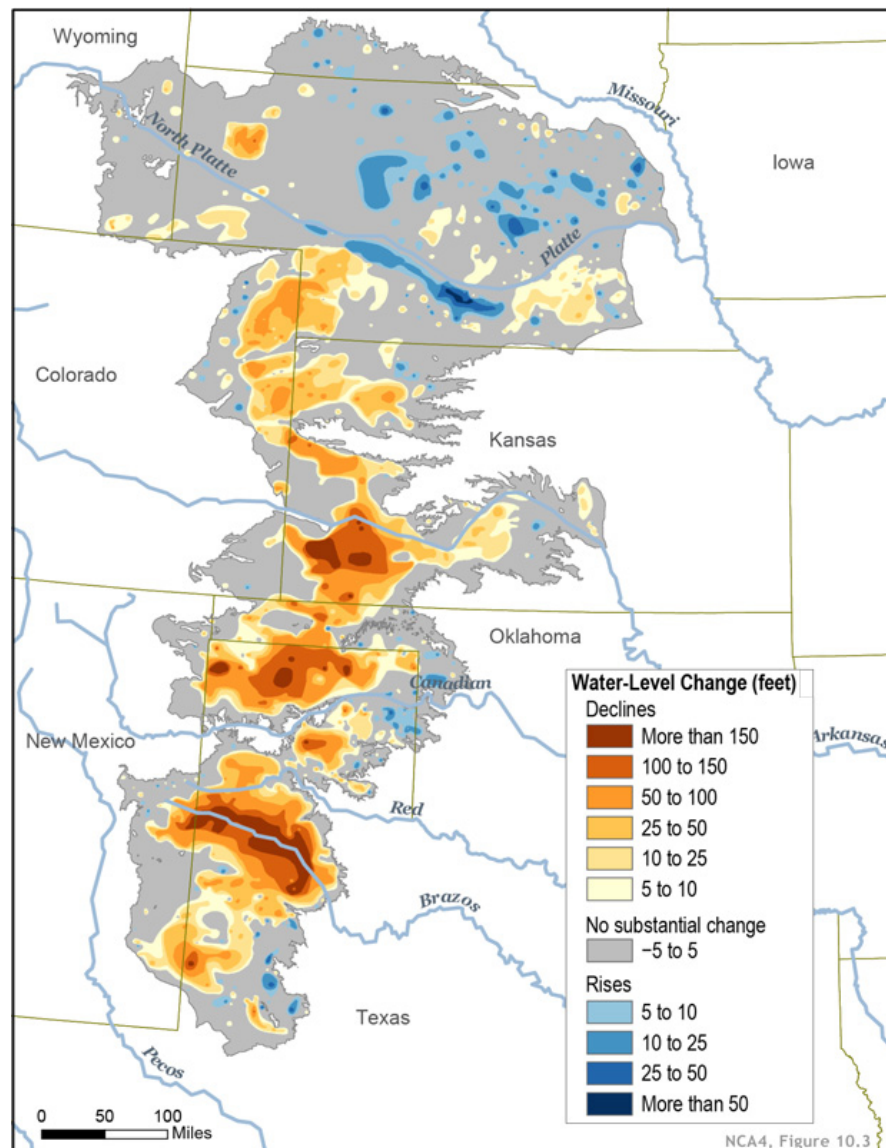 Wyoming
Missouri
North Platte
Iowa
Platte
Colorado
Kansas
Oklahoma
Canadian
New Mexico
Arkansas
Red
Brazos
Texas
Pecos
Water-Level Change (feet)
Declines
More than 150
100 to 150
50 to 100
25 to 50
10 to 25
5 to 10
No substantial change
−5 to 5
Rises
5 to 10
10 to 25
25 to 50
More than 50
0 50 100
Miles
NCA4, Figure 10.3